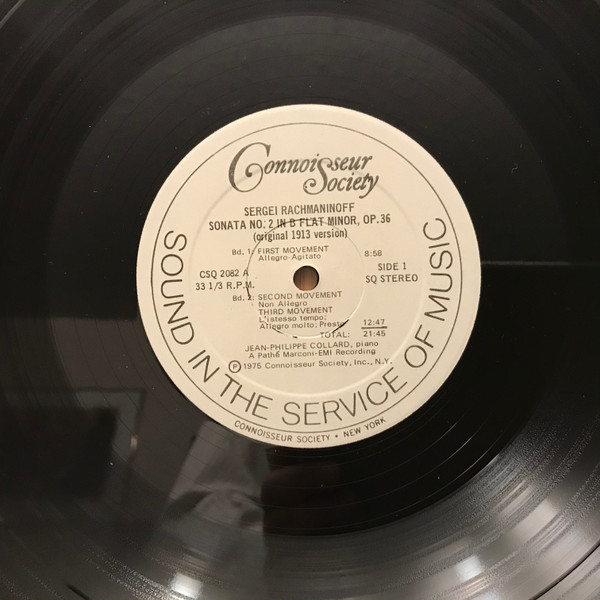 Connoisseur
Society
SERGEI RACHMANINOFF
SONATA NO. 2 IN B FLAT MINOR, OP.36
(original 1913 version)
Bd. 1: FIRST MOVEMENT 8:58
Allegro-Agitato
CSQ 2082 A SIDE 1
33 1/3 R.P.M. SQ STEREO
Bd. 2: SECOND MOVEMENT
Non Allegro
THIRD MOVEMENT
L'istesso tempo;
Allegro molto; Presto 12:47
TOTAL: 21:45
JEAN-PHILIPPE COLLARD, piano
A Pathé Marconi-EMI Recording
Ⓟ 1975 Connoisseur Society, Inc., N.Y.
SOUND IN THE SERVICE OF MUSIC
CONNOISSEUR SOCIETY • NEW YORK